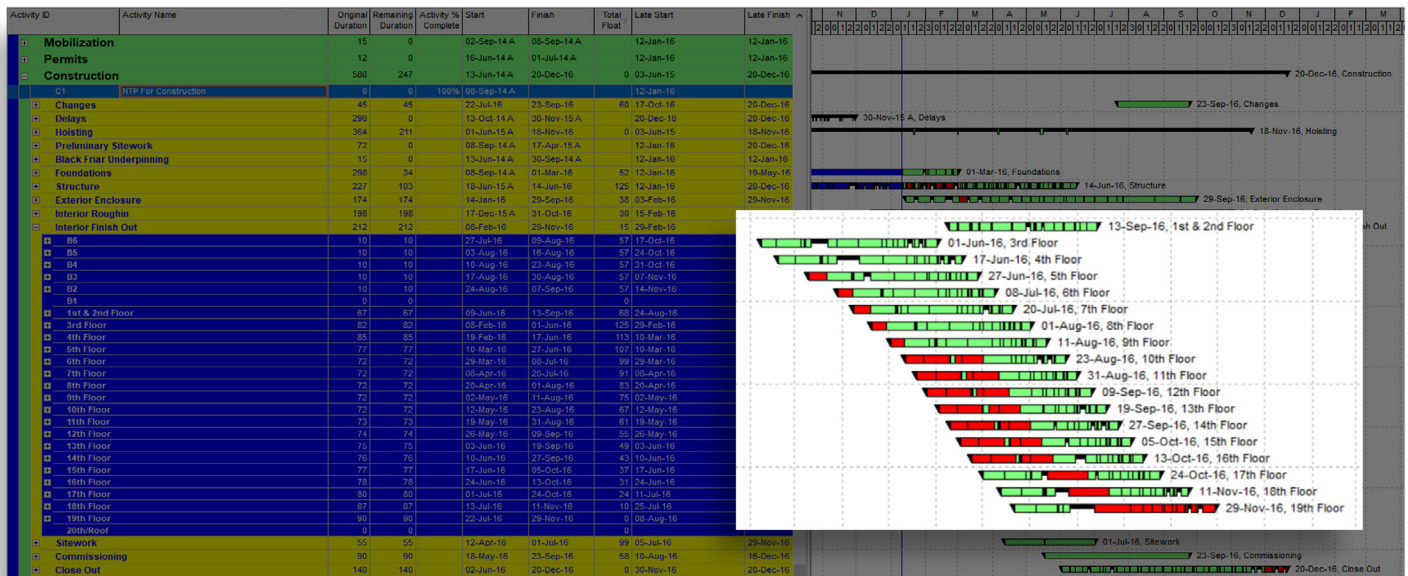 Activity ID Activity Name Original Duration Remaining Duration Activity % Complete Start Finish Total Float Late Start Late Finish N D J F M A M J J A S O N D J F M
Mobilization 15 0 02-Sep-14 A 08-Sep-14 A 12-Jan-16 12-Jan-16
Permits 12 0 16-Jun-14 A 01-Jul-14 A 12-Jan-16 12-Jan-16
Construction 588 247 13-Jun-14 A 20-Dec-16 0 03-Jun-15 20-Dec-16 20-Dec-16, Construction
C1 NTP For Construction 0 0 100% 08-Sep-14 A 12-Jan-16
Changes 45 45 22-Jul-16 23-Sep-16 60 17-Oct-16 20-Dec-16 23-Sep-16, Changes
Delays 298 0 13-Oct-14 A 30-Nov-15 A 20-Dec-16 20-Dec-16 30-Nov-15 A, Delays
Hoisting 364 211 01-Jun-15 A 18-Nov-16 0 03-Jun-15 18-Nov-16 18-Nov-16, Hoisting
Preliminary Sitework 72 0 08-Sep-14 A 17-Apr-15 A 12-Jan-16 20-Dec-16
Black Friar Underpinning 15 0 13-Jun-14 A 30-Sep-14 A 12-Jan-16 12-Jan-16
Foundations 298 34 08-Sep-14 A 01-Mar-16 52 12-Jan-16 19-May-16 01-Mar-16, Foundations
Structure 227 103 18-Jun-15 A 14-Jun-16 125 12-Jan-16 20-Dec-16 14-Jun-16, Structure
Exterior Enclosure 174 174 14-Jan-16 29-Sep-16 38 03-Feb-16 29-Nov-16 29-Sep-16, Exterior Enclosure
Interior Roughin 198 198 17-Dec-15 A 31-Oct-16 30 15-Feb-16
Interior Finish Out 212 212 08-Feb-16 29-Nov-16 15 29-Feb-16 sh Out
B6 10 10 27-Jul-16 09-Aug-16 57 17-Oct-16
B5 10 10 03-Aug-16 16-Aug-16 57 24-Oct-16
B4 10 10 10-Aug-16 23-Aug-16 57 31-Oct-16
B3 10 10 17-Aug-16 30-Aug-16 57 07-Nov-16
B2 10 10 24-Aug-16 07-Sep-16 57 14-Nov-16
B1 0 0 0
1st & 2nd Floor 67 67 09-Jun-16 13-Sep-16 68 24-Aug-16
3rd Floor 82 82 08-Feb-16 01-Jun-16 125 29-Feb-16
4th Floor 85 85 19-Feb-16 17-Jun-16 113 10-Mar-16
5th Floor 77 77 10-Mar-16 27-Jun-16 107 10-Mar-16
6th Floor 72 72 29-Mar-16 08-Jul-16 99 29-Mar-16
7th Floor 72 72 08-Apr-16 20-Jul-16 91 08-Apr-16
8th Floor 72 72 20-Apr-16 01-Aug-16 83 20-Apr-16
9th Floor 72 72 02-May-16 11-Aug-16 75 02-May-16
10th Floor 72 72 12-May-16 23-Aug-16 67 12-May-16
11th Floor 73 73 19-May-16 31-Aug-16 61 19-May-16
12th Floor 74 74 26-May-16 09-Sep-16 55 26-May-16
13th Floor 75 75 03-Jun-16 19-Sep-16 49 03-Jun-16
14th Floor 76 76 10-Jun-16 27-Sep-16 43 10-Jun-16
15th Floor 77 77 17-Jun-16 05-Oct-16 37 17-Jun-16
16th Floor 78 78 24-Jun-16 13-Oct-16 31 24-Jun-16
17th Floor 80 80 01-Jul-16 24-Oct-16 24 11-Jul-16
18th Floor 87 87 13-Jul-16 11-Nov-16 10 25-Jul-16
19th Floor 90 90 22-Jul-16 29-Nov-16 0 08-Aug-16
20th/Roof 0 0 0
Sitework 55 55 12-Apr-16 01-Jul-16 99 05-Jul-16 29-Nov-16 01-Jul-16, Sitework
Commissioning 90 90 18-May-16 23-Sep-16 58 10-Aug-16 16-Dec-16 23-Sep-16, Commissioning
Close Out 140 140 02-Jun-16 20-Dec-16 0 30-Nov-16 20-Dec-16 20-Dec-16, Close Out
13-Sep-16, 1st & 2nd Floor
01-Jun-16, 3rd Floor
17-Jun-16, 4th Floor
27-Jun-16, 5th Floor
08-Jul-16, 6th Floor
20-Jul-16, 7th Floor
01-Aug-16, 8th Floor
11-Aug-16, 9th Floor
23-Aug-16, 10th Floor
31-Aug-16, 11th Floor
09-Sep-16, 12th Floor
19-Sep-16, 13th Floor
27-Sep-16, 14th Floor
05-Oct-16, 15th Floor
13-Oct-16, 16th Floor
24-Oct-16, 17th Floor
11-Nov-16, 18th Floor
29-Nov-16, 19th Floor